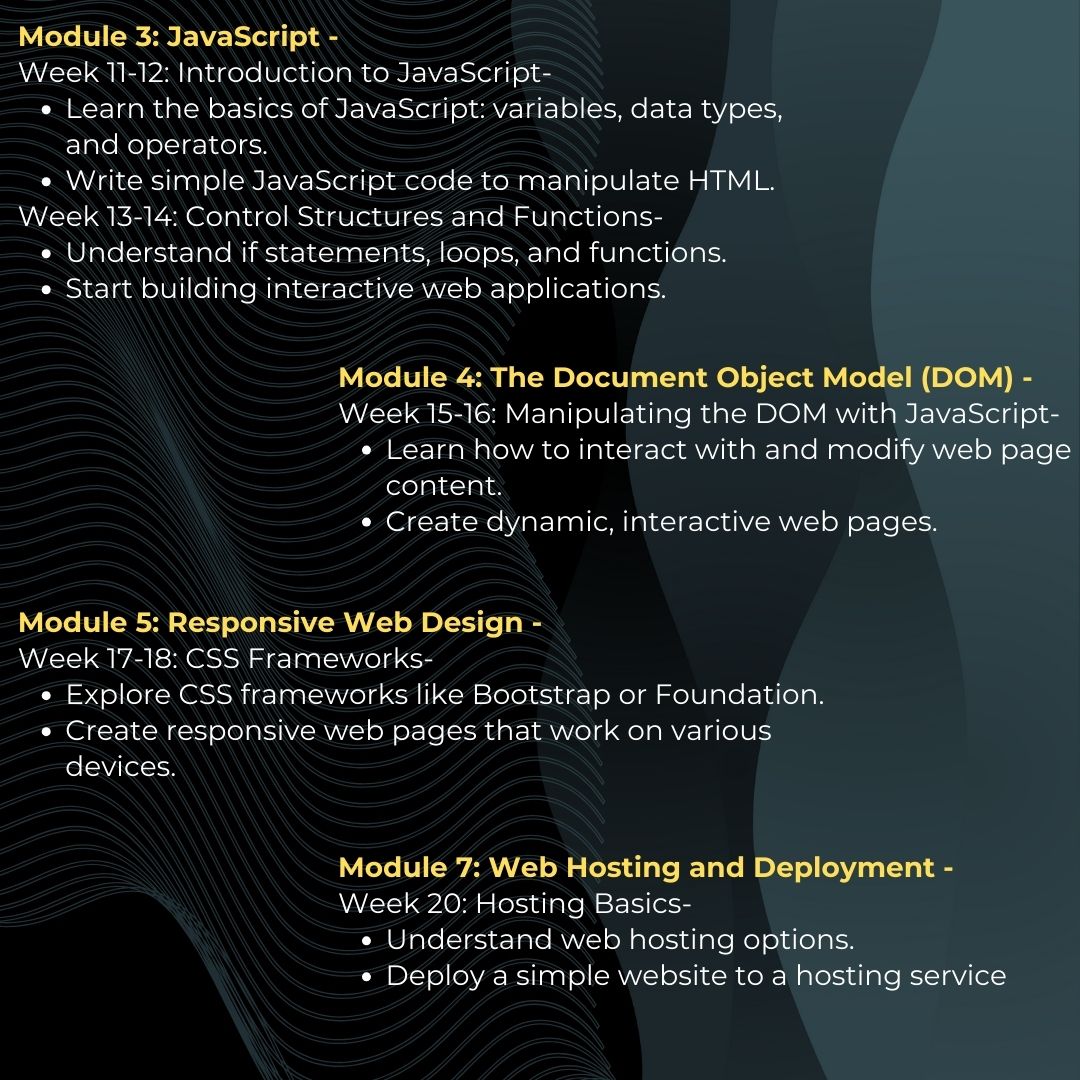 Module 3: JavaScript -
Week 11-12: Introduction to JavaScript-
• Learn the basics of JavaScript: variables, data types,
and operators.
• Write simple JavaScript code to manipulate HTML.
Week 13-14: Control Structures and Functions-
• Understand if statements, loops, and functions.
• Start building interactive web applications.
Module 4: The Document Object Model (DOM) -
Week 15-16: Manipulating the DOM with JavaScript-
• Learn how to interact with and modify web page
content.
• Create dynamic, interactive web pages.
Module 5: Responsive Web Design -
Week 17-18: CSS Frameworks-
• Explore CSS frameworks like Bootstrap or Foundation.
• Create responsive web pages that work on various
devices.
Module 7: Web Hosting and Deployment -
Week 20: Hosting Basics-
• Understand web hosting options.
• Deploy a simple website to a hosting service